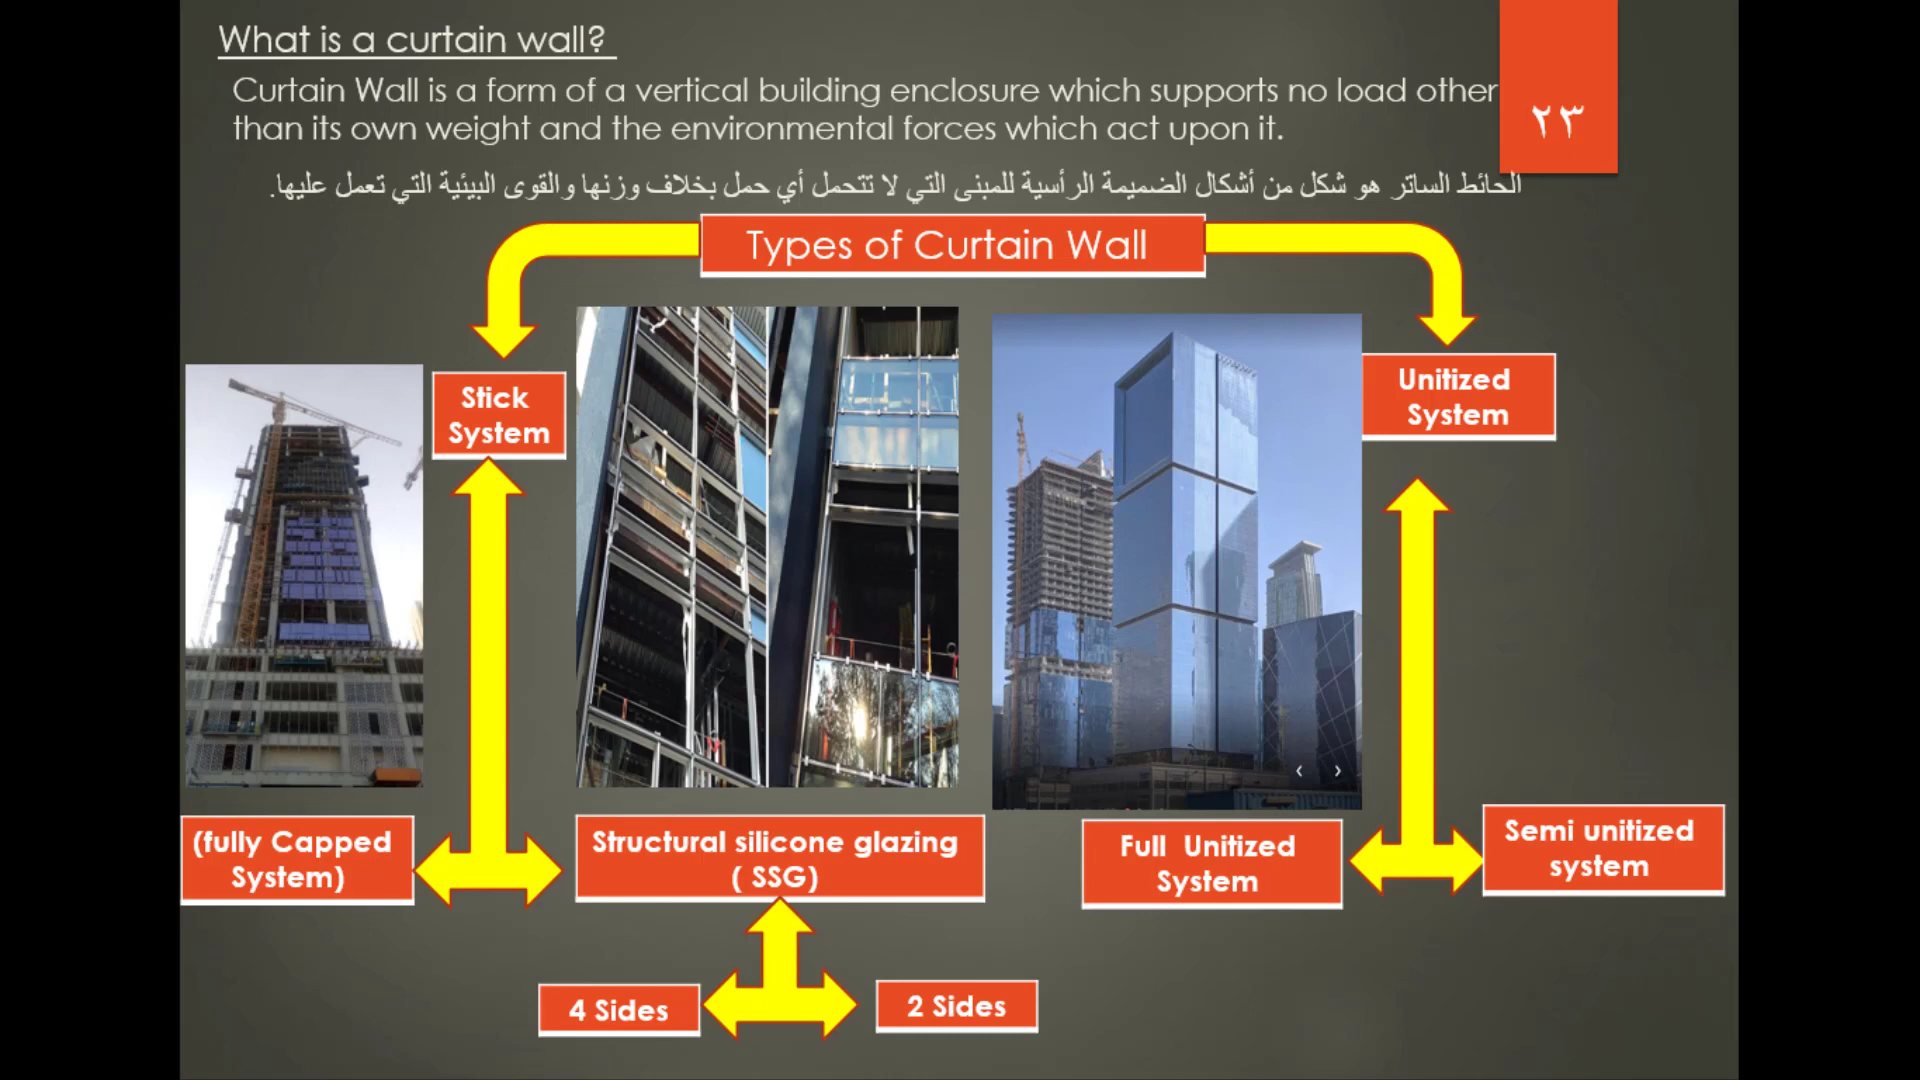 What is a curtain wall?
Curtain Wall is a form of a vertical building enclosure which supports no load other
than its own weight and the environmental forces which act upon it.
٢٣
الحائط الساتر هو شكل من أشكال الضميمة الرأسية للمبنى التي لا تتحمل أي حمل بخلاف وزنها والقوى البيئية التي تعمل عليها.
Types of Curtain Wall
Stick
System
Unitized
System
(fully Capped
System)
Structural silicone glazing
( SSG)
Full Unitized
System
Semi unitized
system
4 Sides
2 Sides